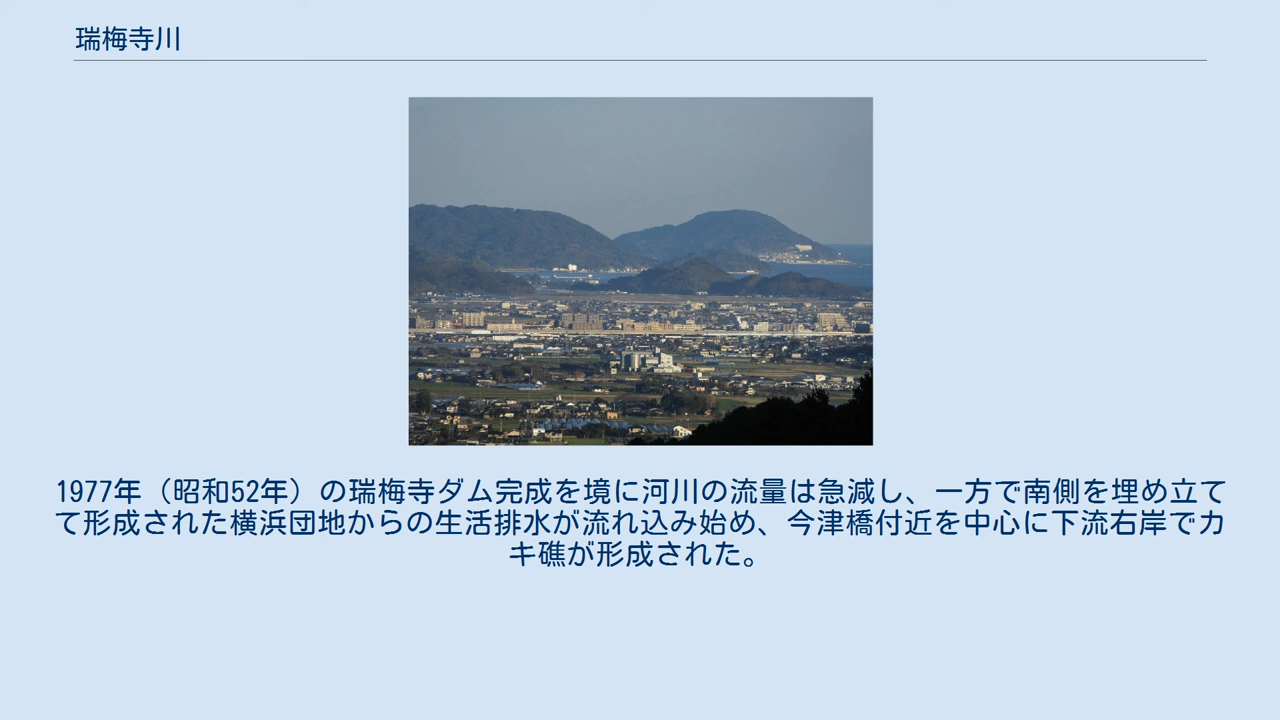 瑞梅寺川
1977年（昭和52年）の瑞梅寺ダム完成を境に河川の流量は急減し、一方で南側を埋め立て
て形成された横浜団地からの生活排水が流れ込み始め、今津橋付近を中心に下流右岸でカ
キ礁が形成された。